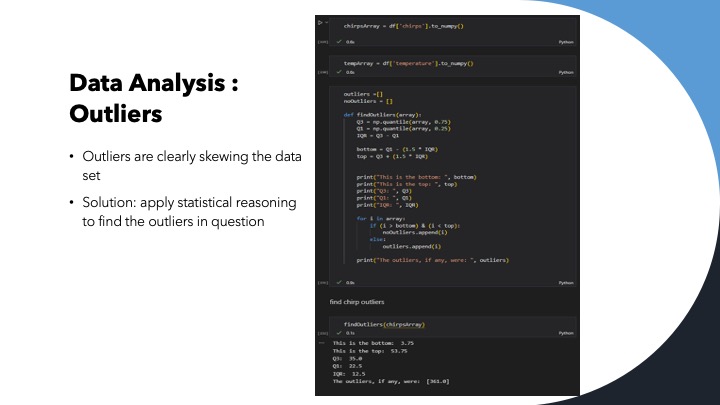 Data Analysis :
Outliers
• Outliers are clearly skewing the data
set
• Solution: apply statistical reasoning
to find the outliers in question
chirpsArray = df['chirps'].to_numpy()
✓ 0.0s Python
tempArray = df['temperature'].to_numpy()
✓ 0.0s Python
outliers =[]
noOutliers = []
def findOutliers(array):
Q3 = np.quantile(array, 0.75)
Q1 = np.quantile(array, 0.25)
IQR = Q3 - Q1
bottom = Q1 - (1.5 * IQR)
top = Q3 + (1.5 * IQR)
print("This is the bottom: ", bottom)
print("This is the top: ", top)
print("Q3: ", Q3)
print("Q1: ", Q1)
print("IQR: ", IQR)
for i in array:
if (i > bottom) & (i < top):
noOutliers.append(i)
else:
outliers.append(i)
print("The outliers, if any, were: ", outliers)
✓ 0.0s Python
find chirp outliers
findOutliers(chirpsArray)
✓ 0.1s Python
This is the bottom:  3.75
This is the top:  53.75
Q3:  35.0
Q1:  22.5
IQR:  12.5
The outliers, if any, were:  [361.0]